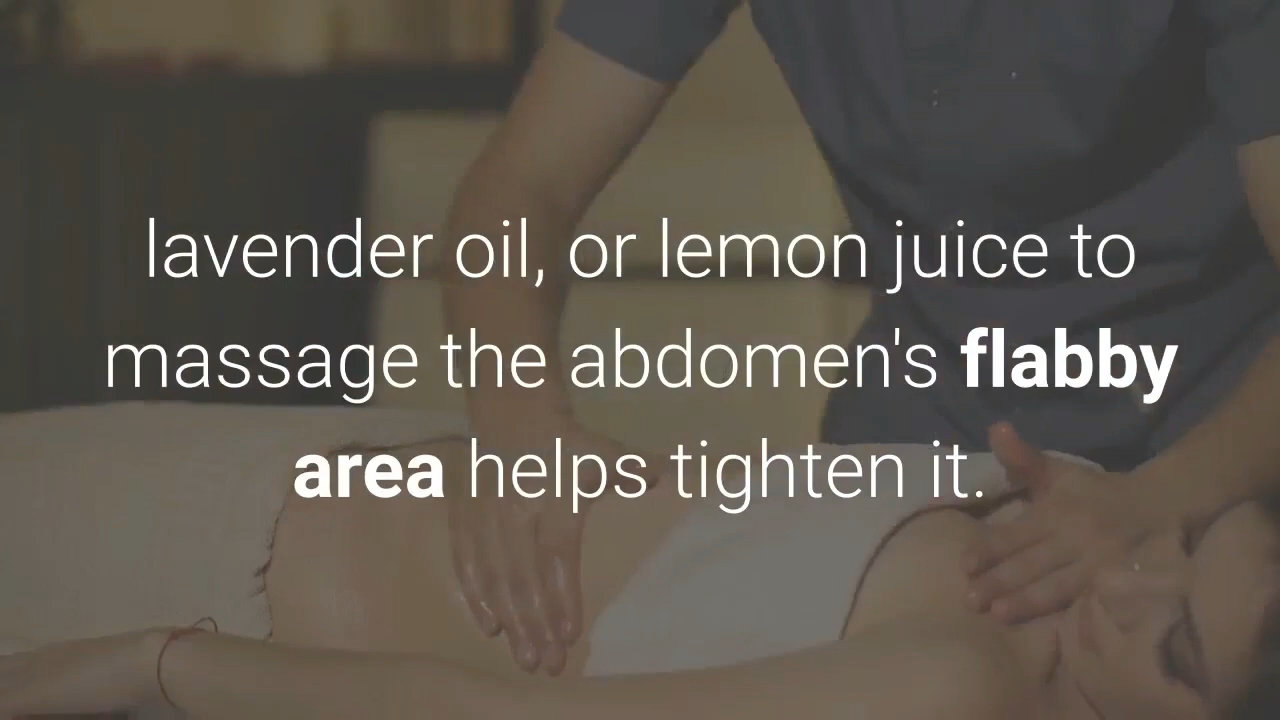 lavender oil, or lemon juice to
massage the abdomen's flabby
area helps tighten it.